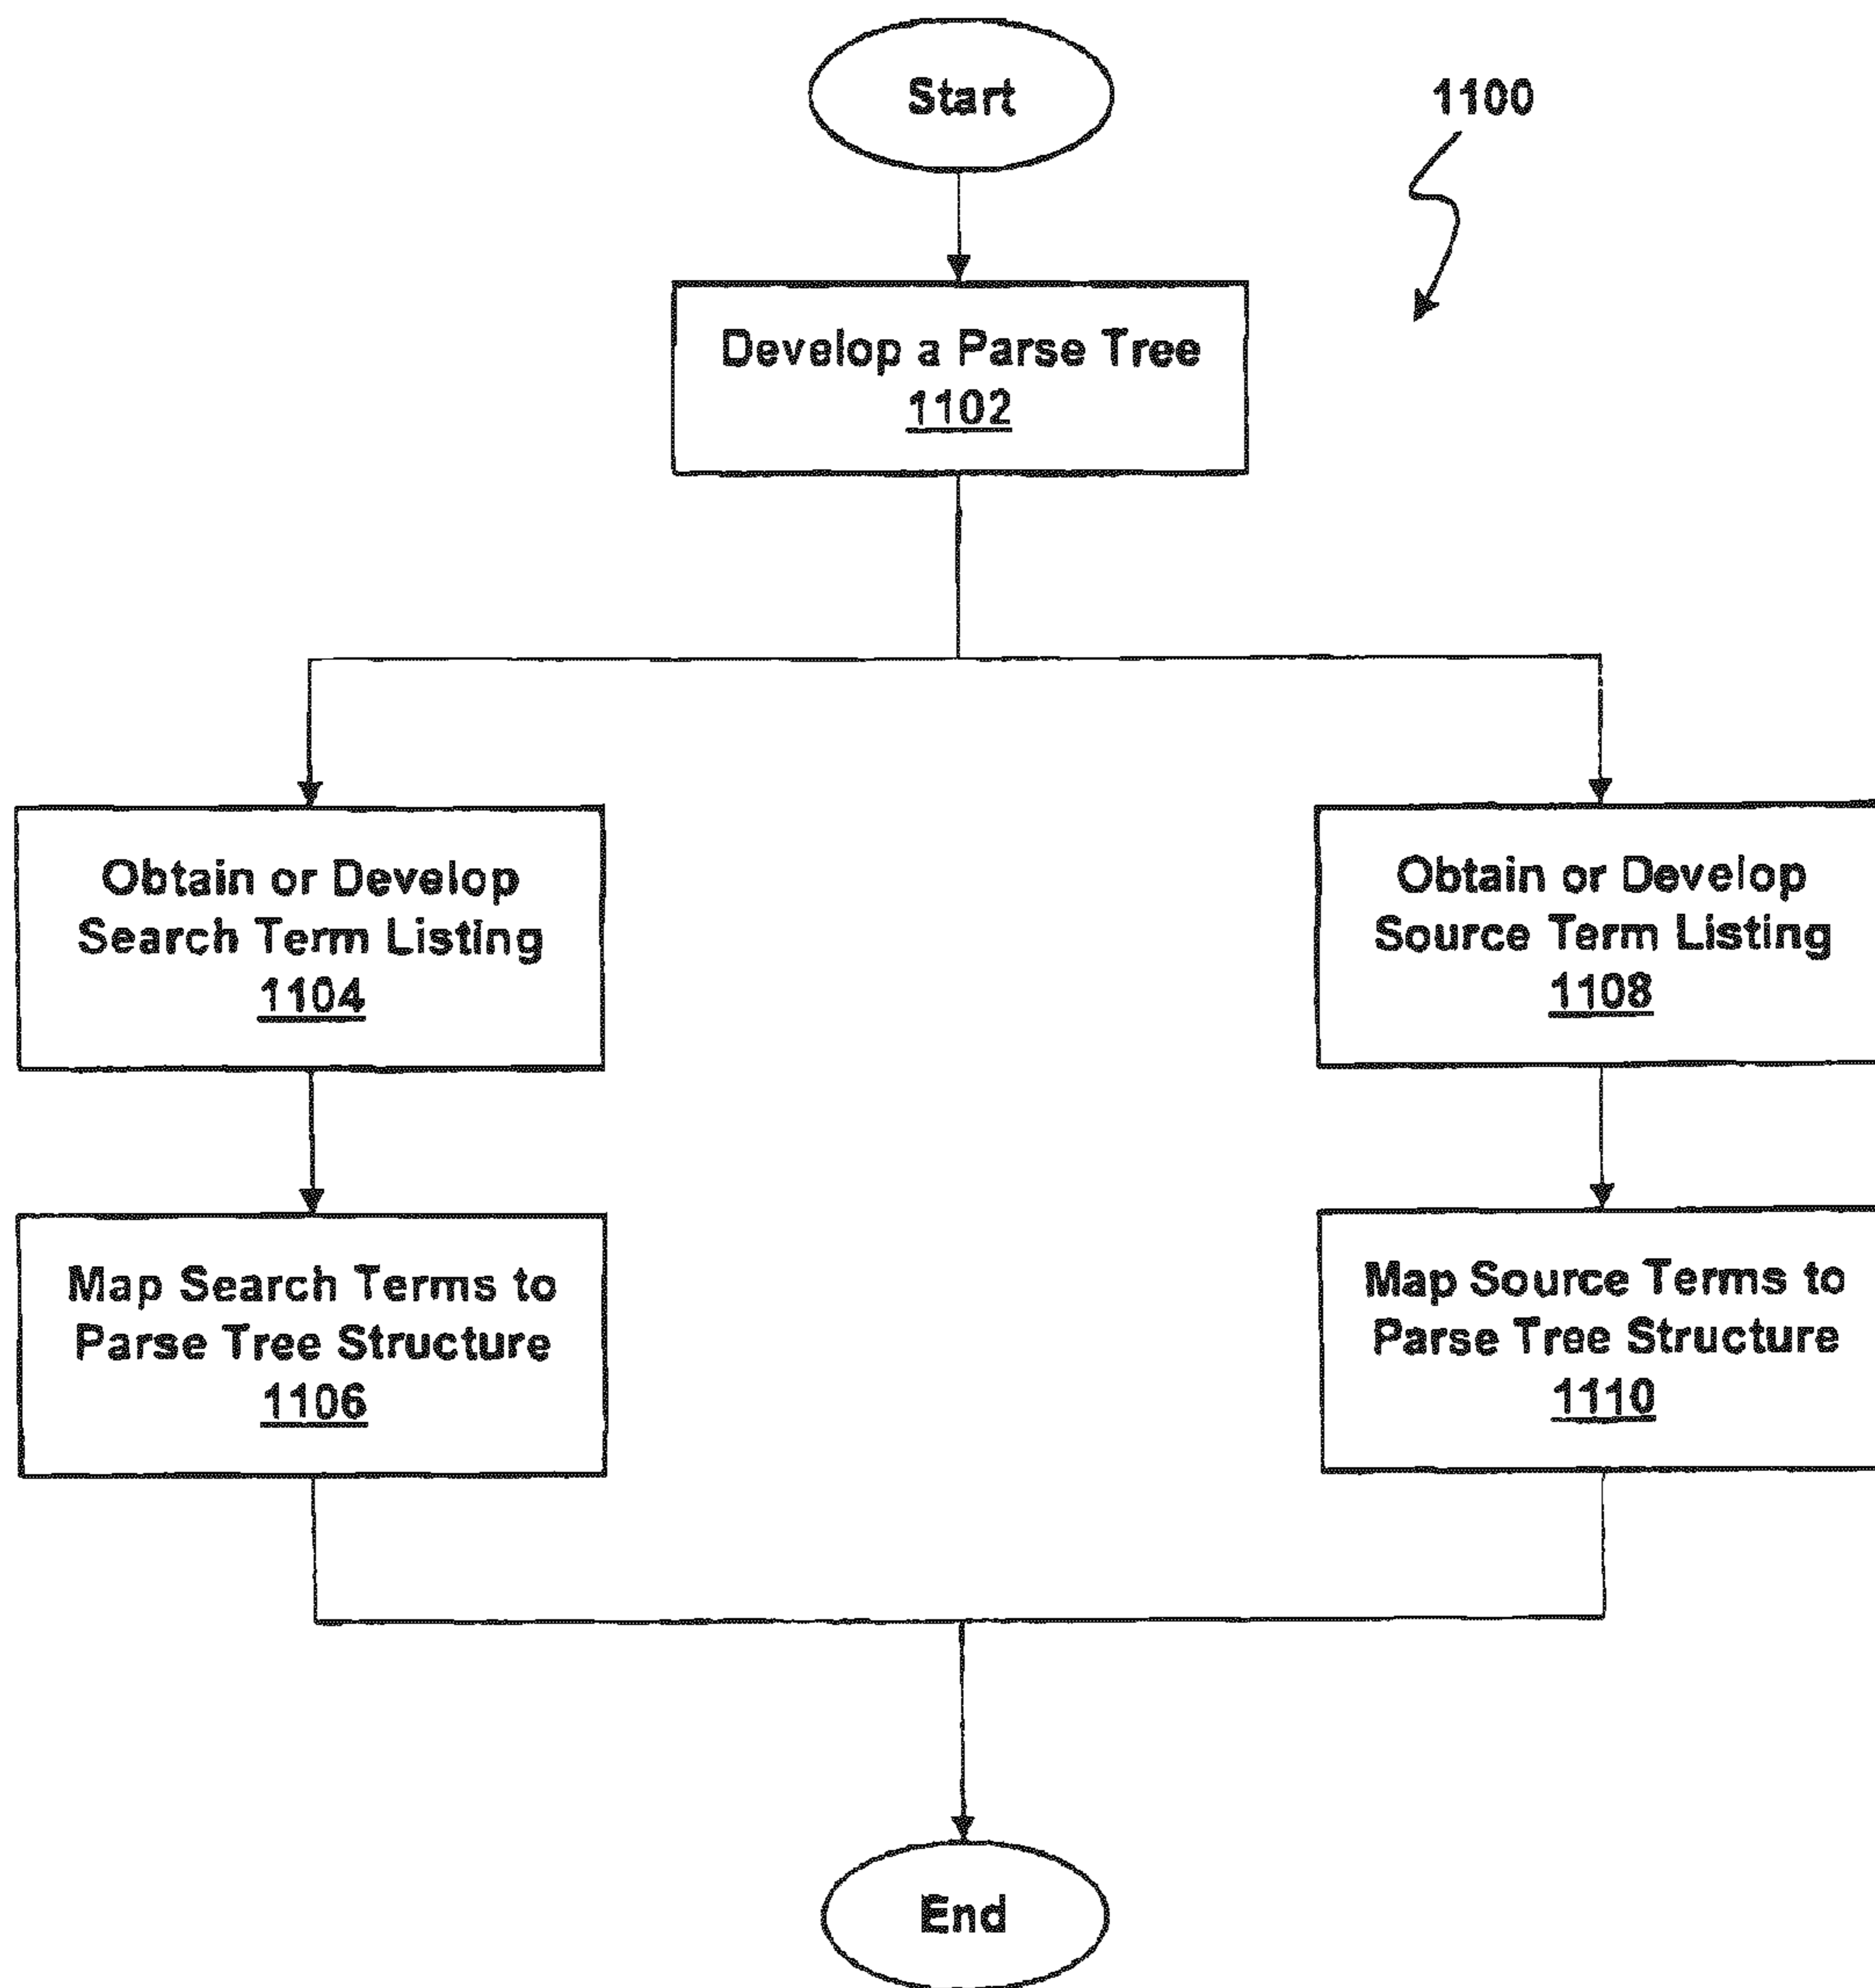 Start
1100
Develop a Parse Tree
1102
Obtain or Develop
Search Term Listing
1104
Obtain or Develop
Source Term Listing
1108
Map Search Terms to
Parse Tree Structure
1106
Map Source Terms to
Parse Tree Structure
1110
End